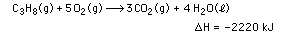 C₃H₈(g) + 5O₂(g) ⟶ 3CO₂(g) + 4H₂O(ℓ)
ΔH = -2220 kJ